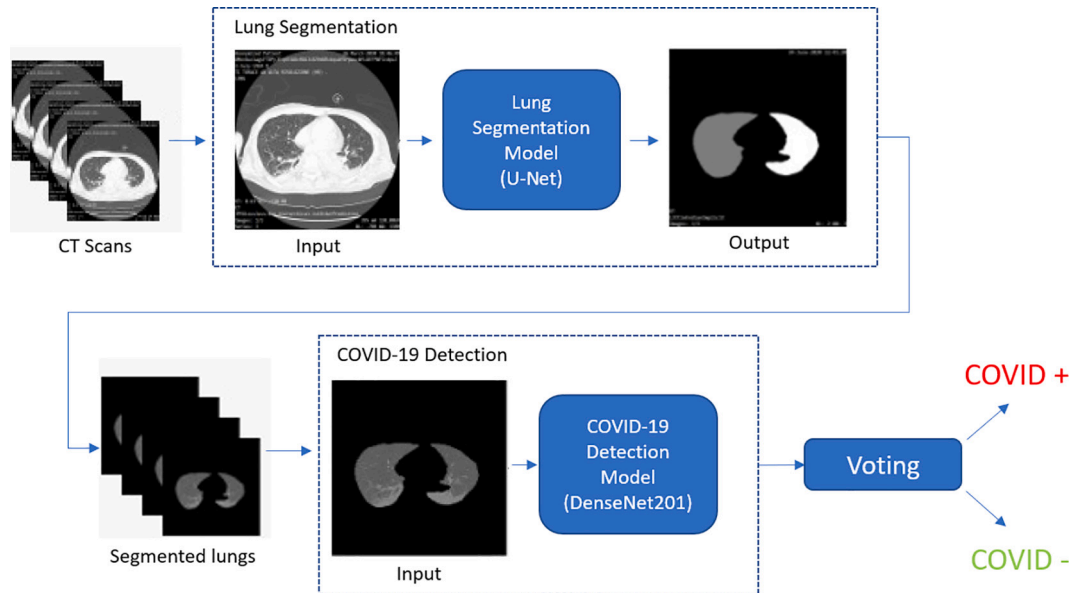 Lung Segmentation
Lung
Segmentation
Model
(U-Net)
CT Scans
Input
Output
COVID-19 Detection
COVID-19
Detection
Model
(DenseNet201)
Voting
COVID +
COVID -
Segmented lungs
Input